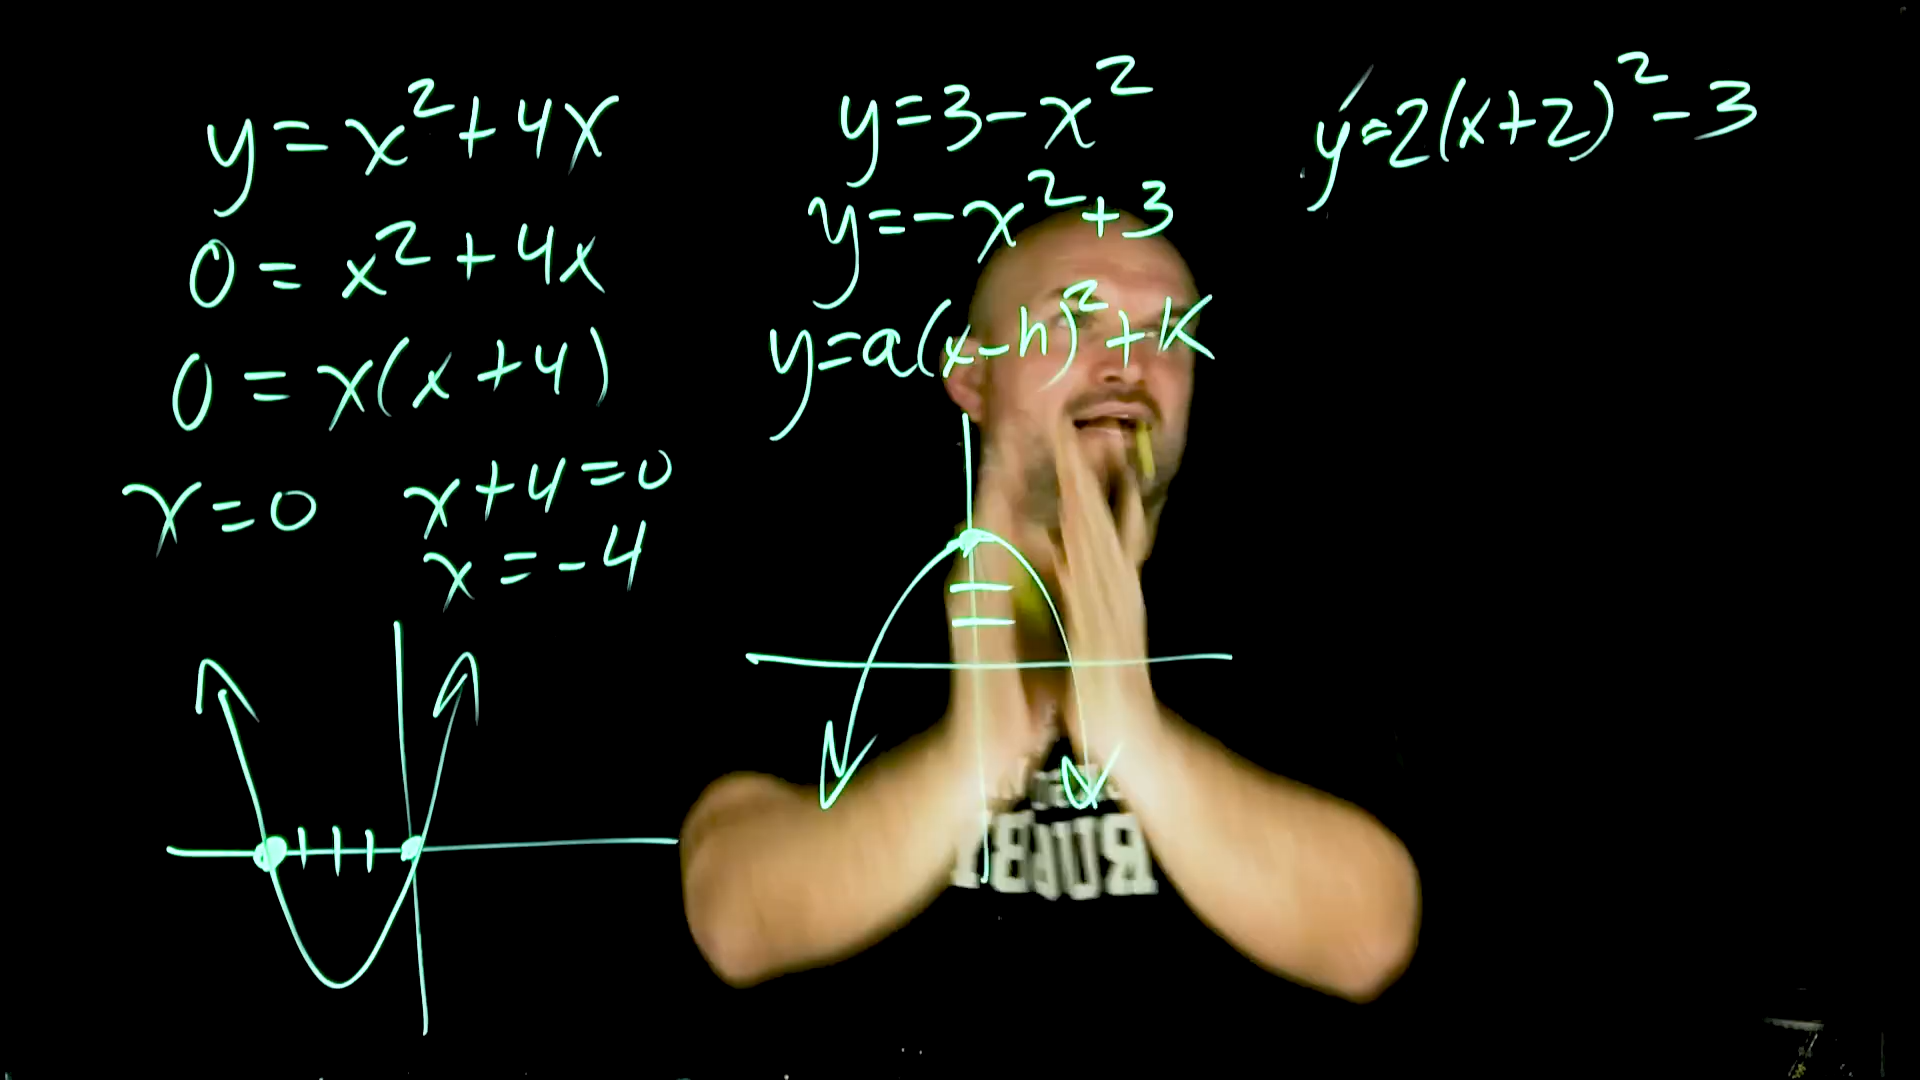 y = x² + 4x
0 = x² + 4x
0 = x(x + 4)
x = 0
x + 4 = 0
x = -4
y = 3 - x²
y = -x² + 3
y = a(x - h)² + k
y = 2(x + 2)² - 3